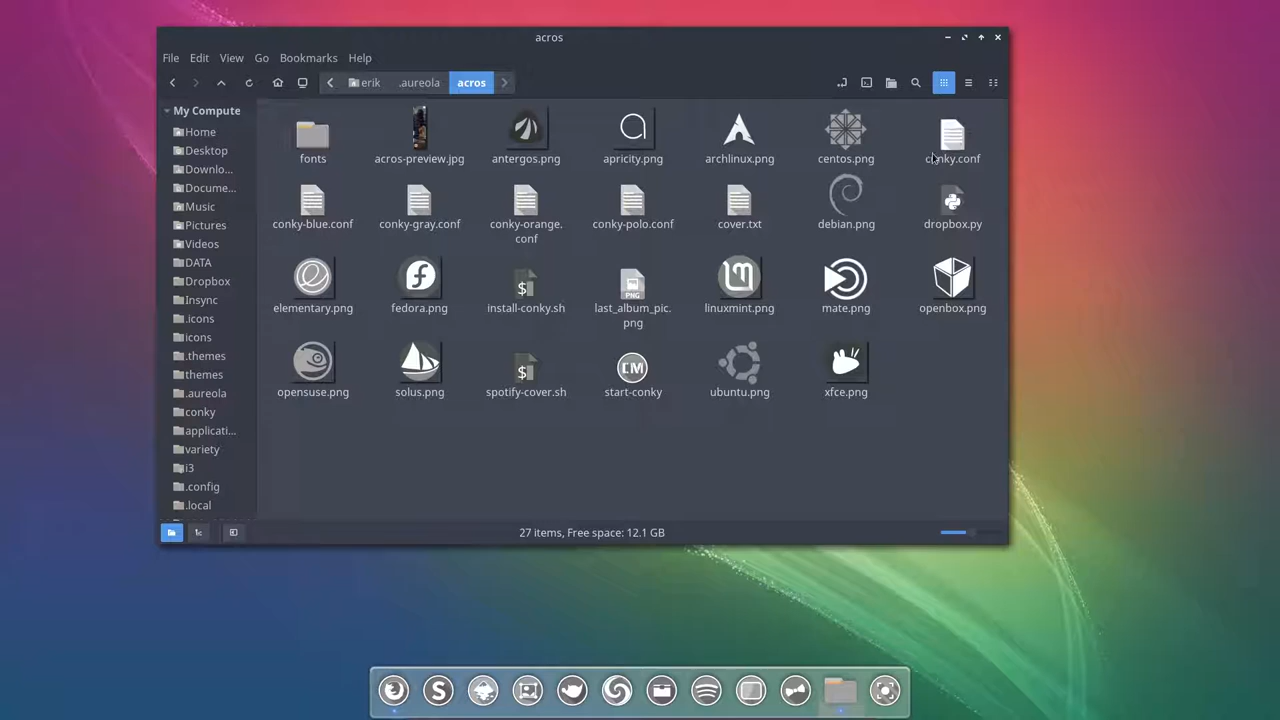 acros
File Edit View Go Bookmarks Help
erik .aureola acros
My Compute
Home
Desktop
Downlo...
Docume...
Music
Pictures
Videos
DATA
Dropbox
Insync
.icons
icons
.themes
themes
.aureola
conky
applicati...
variety
i3
.config
.local
fonts acros-preview.jpg antergos.png apricity.png archlinux.png centos.png conky.conf
conky-blue.conf conky-gray.conf conky-orange. conky-polo.conf cover.txt debian.png dropbox.py
conf
elementary.png fedora.png install-conky.sh last_album_pic. linuxmint.png mate.png openbox.png
png
opensuse.png solus.png spotify-cover.sh start-conky ubuntu.png xfce.png
27 items, Free space: 12.1 GB